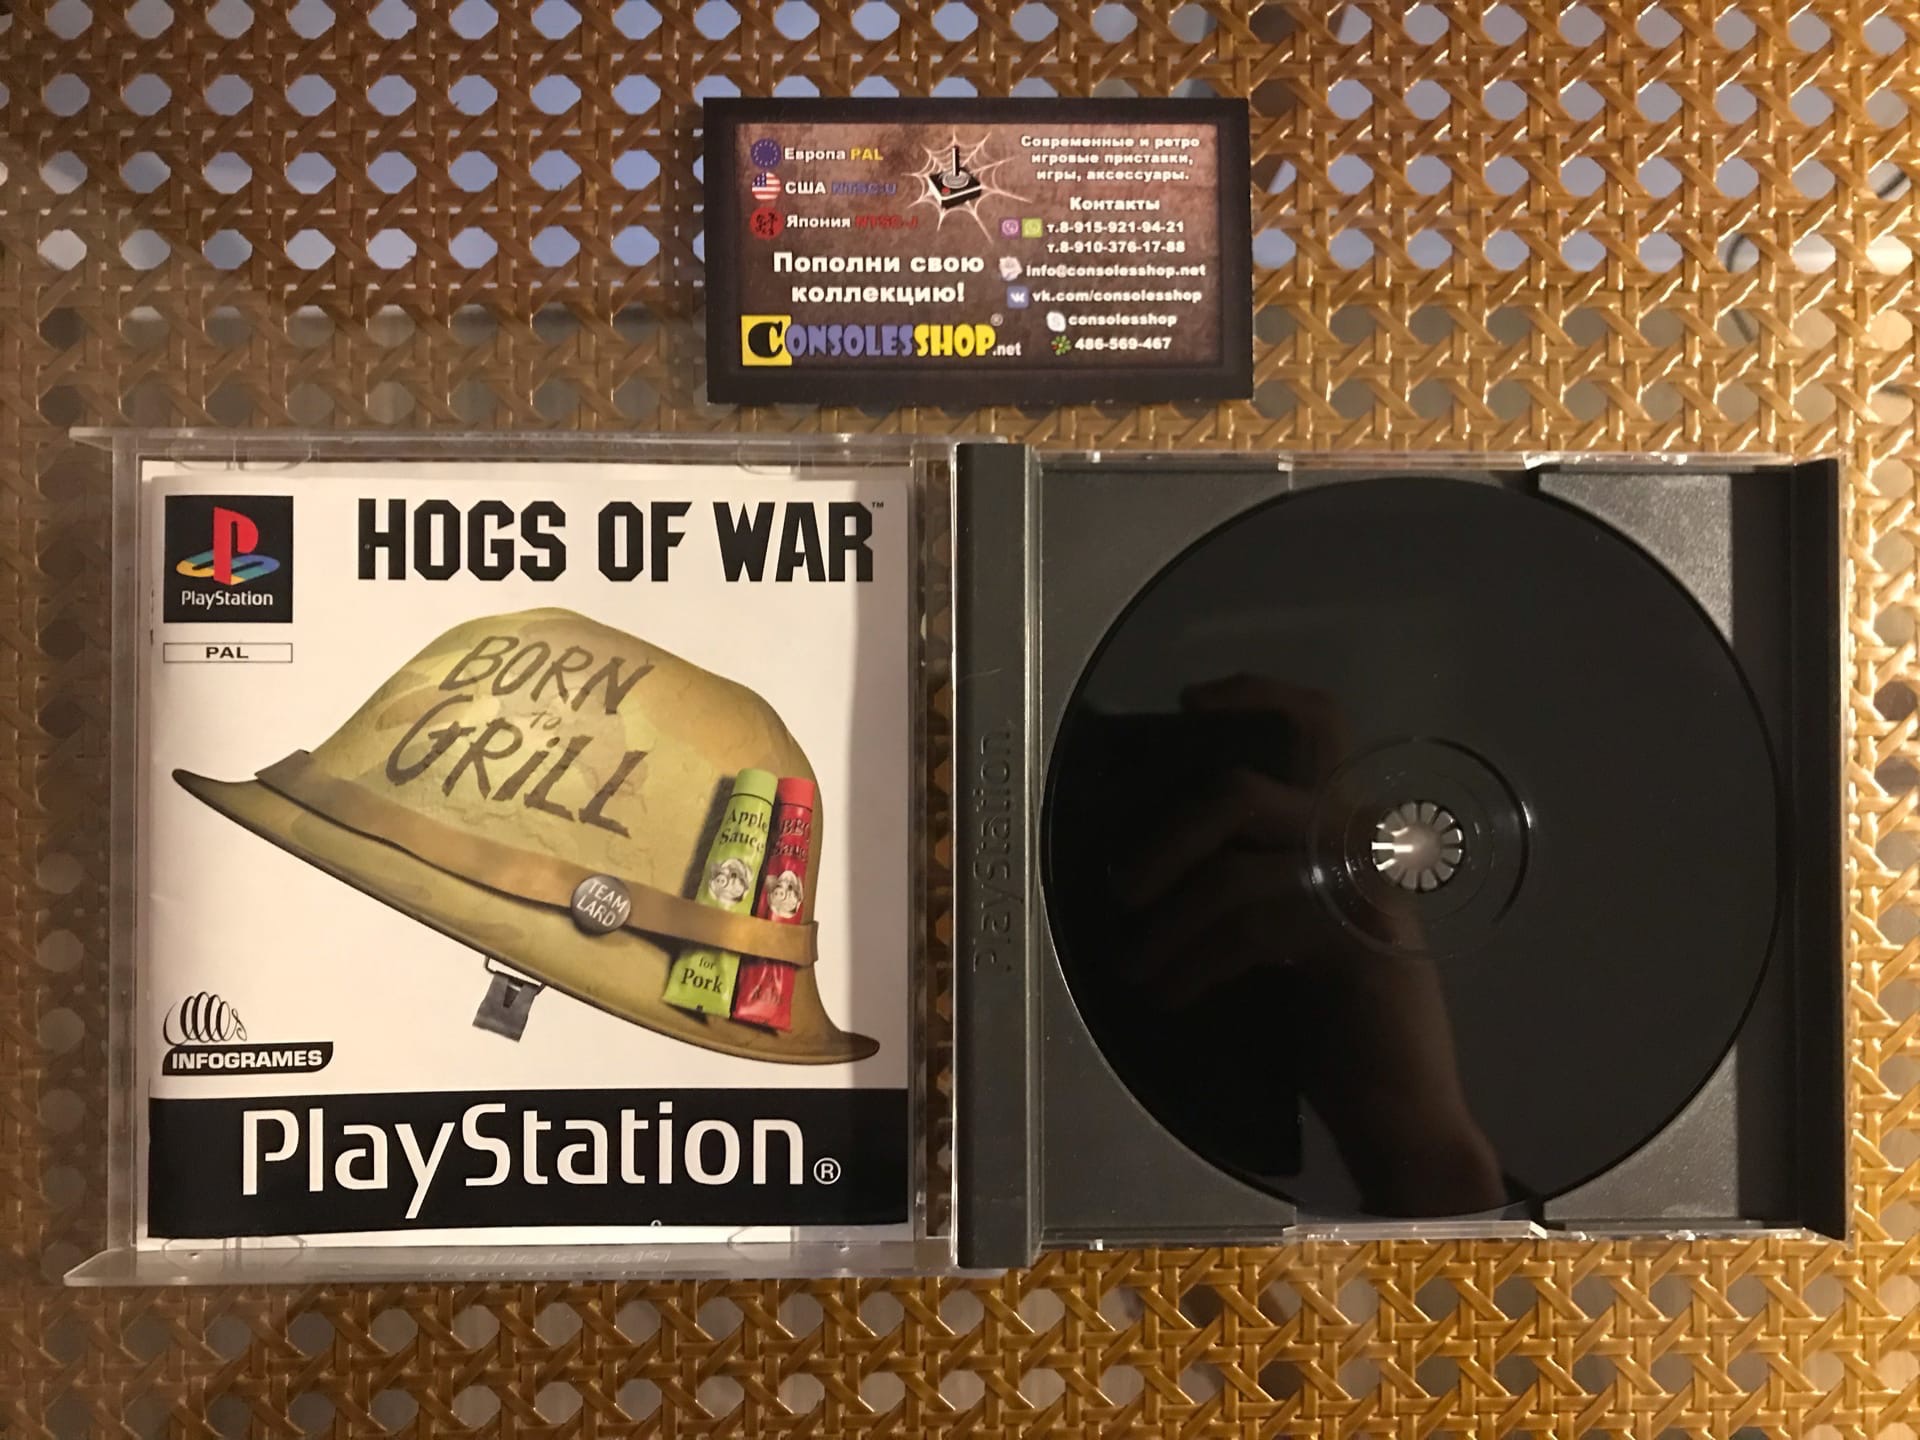 Европа PAL
США NTSC-U
Япония NTSC-J
Пополни свою
коллекцию!
CONSOLESSHOP.net
®
Современные и ретро
игровые приставки,
игры, аксессуары.
Контакты
т.8-915-921-94-21
т.8-910-376-17-88
info@consolesshop.net
vk.com/consolesshop
consolesshop
486-569-467
PlayStation
PAL
HOGS OF WAR™
BORN
TO
GRiLL
Apple
Sauce
for
Pork
BBQ
Sauce
TEAM
LARD
INFOGRAMES
PlayStation®
PlayStation